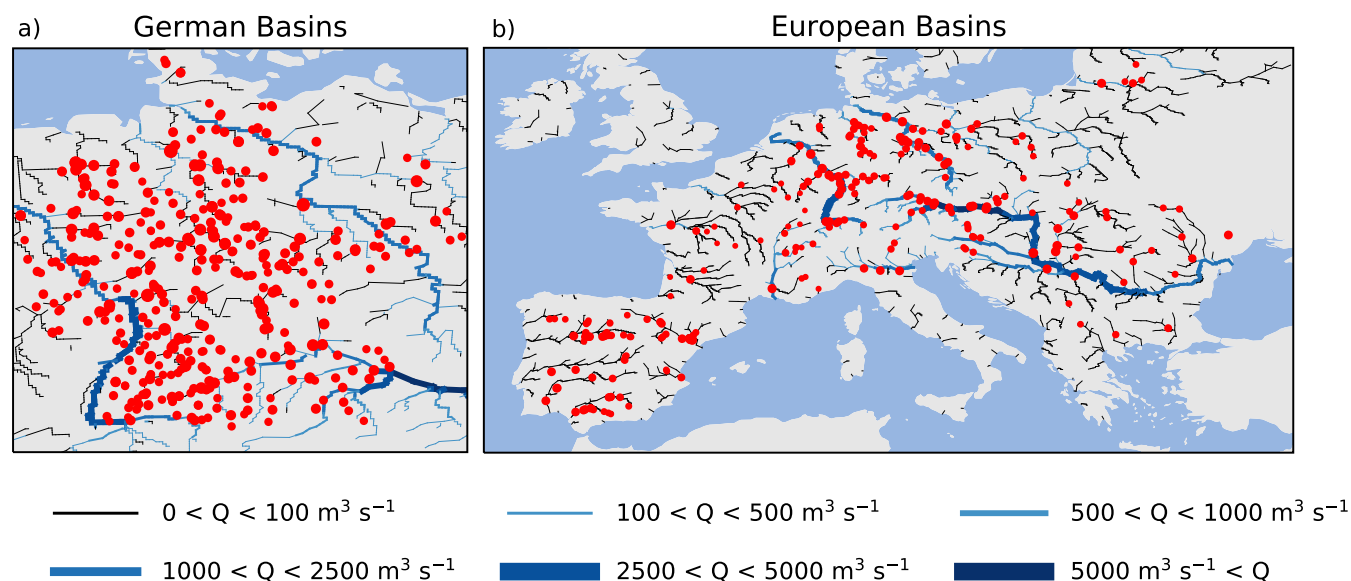 a) German Basins
b) European Basins
0 < Q < 100 m³ s⁻¹
100 < Q < 500 m³ s⁻¹
500 < Q < 1000 m³ s⁻¹
1000 < Q < 2500 m³ s⁻¹
2500 < Q < 5000 m³ s⁻¹
5000 m³ s⁻¹ < Q